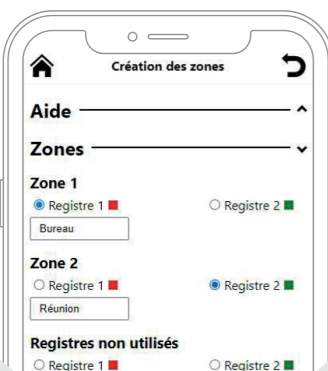 Création des zones
Aide
Zones
Zone 1
Registre 1 Registre 2
Bureau
Zone 2
Registre 1 Registre 2
Réunion
Registres non utilisés
Registre 1 Registre 2